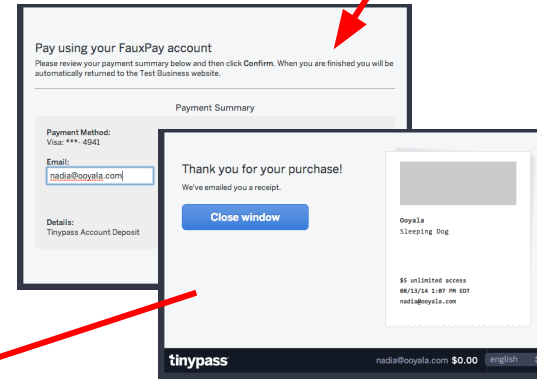 Pay using your FauxPay account
Please review your payment summary below and then click Confirm. When you are finished you will be
automatically returned to the Test Business website.
Payment Summary
Payment Method:
Visa: ***- 4941
Email:
nadia@ooyala.com
Details:
Tinypass Account Deposit
Thank you for your purchase!
We've emailed you a receipt.
Close window
Ooyala
Sleeping Dog
$5 unlimited access
08/13/14 1:07 PM EDT
nadia@ooyala.com
tinypass
nadia@ooyala.com $0.00 english